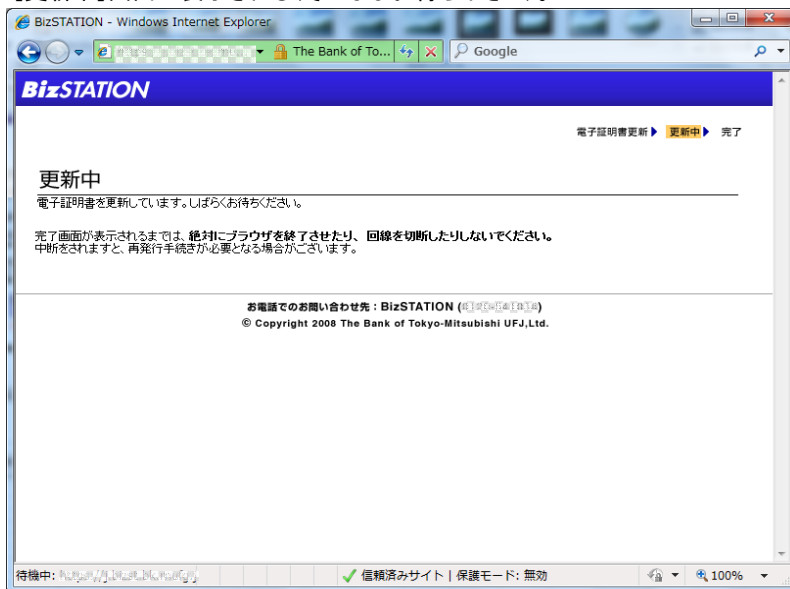 BizSTATION - Windows Internet Explorer
The Bank of To...
Google
BizSTATION
電子証明書更新 更新中 完了
更新中
電子証明書を更新しています。しばらくお待ちください。
完了画面が表示されるまでは、絶対にブラウザを終了させたり、回線を切断したりしないでください。
中断をされますと、再発行手続きが必要となる場合がございます。
お電話でのお問い合わせ先：BizSTATION (
© Copyright 2008 The Bank of Tokyo-Mitsubishi UFJ,Ltd.
待機中: 信頼済みサイト | 保護モード: 無効 100%